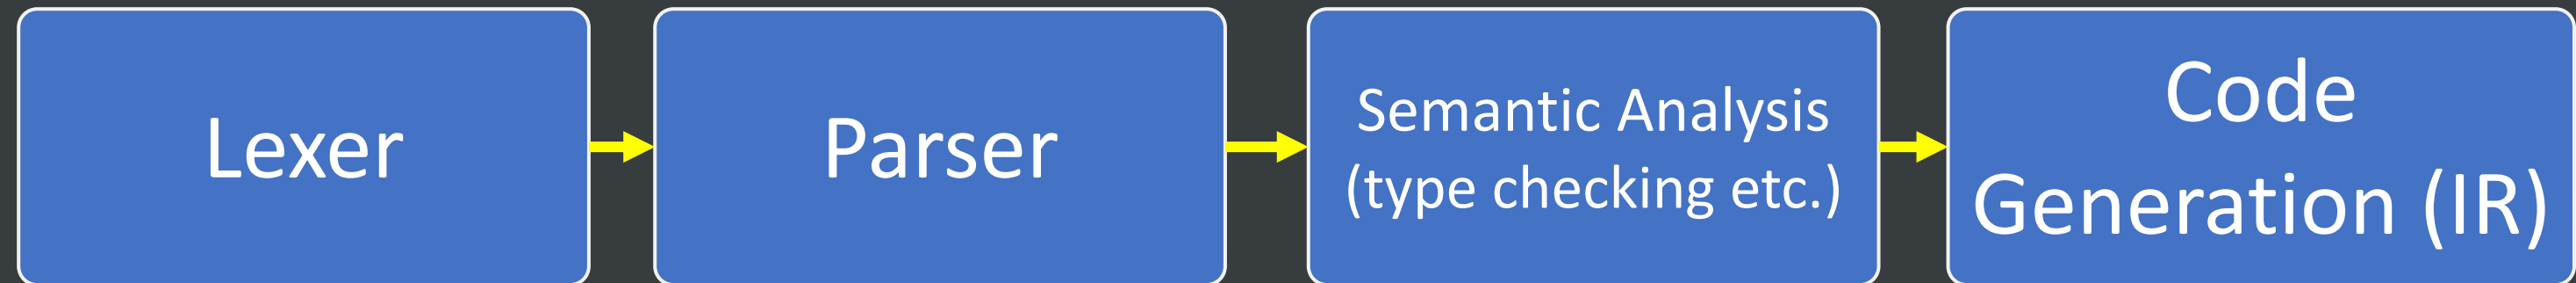 Lexer
Parser
Semantic Analysis
(type checking etc.)
Code
Generation (IR)